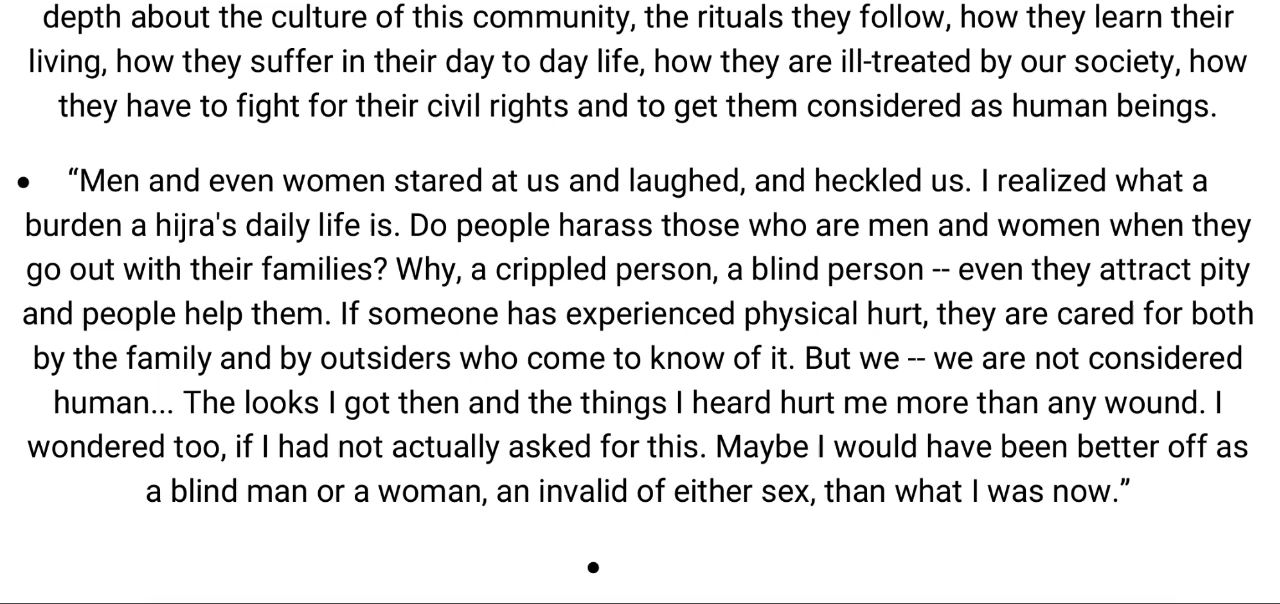 depth about the culture of this community, the rituals they follow, how they learn their
living, how they suffer in their day to day life, how they are ill-treated by our society, how
they have to fight for their civil rights and to get them considered as human beings.
• “Men and even women stared at us and laughed, and heckled us. I realized what a
burden a hijra's daily life is. Do people harass those who are men and women when they
go out with their families? Why, a crippled person, a blind person -- even they attract pity
and people help them. If someone has experienced physical hurt, they are cared for both
by the family and by outsiders who come to know of it. But we -- we are not considered
human... The looks I got then and the things I heard hurt me more than any wound. I
wondered too, if I had not actually asked for this. Maybe I would have been better off as
a blind man or a woman, an invalid of either sex, than what I was now.”
•